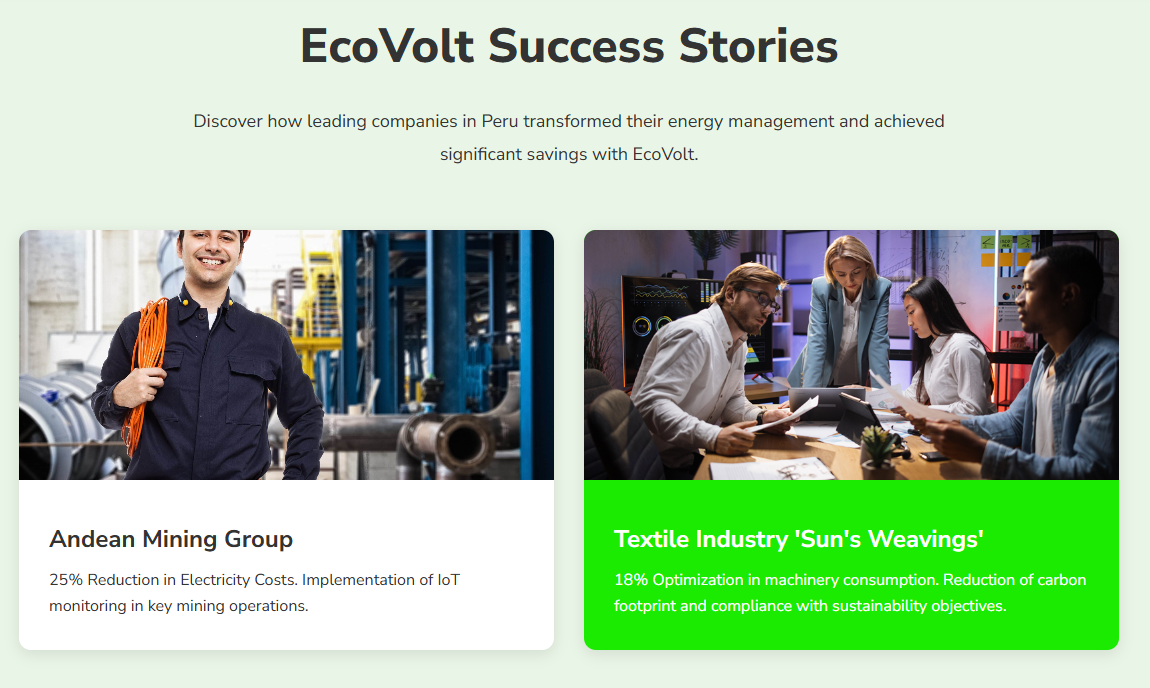 EcoVolt Success Stories
Discover how leading companies in Peru transformed their energy management and achieved
significant savings with EcoVolt.
Andean Mining Group
25% Reduction in Electricity Costs. Implementation of IoT
monitoring in key mining operations.
Textile Industry 'Sun's Weavings'
18% Optimization in machinery consumption. Reduction of carbon
footprint and compliance with sustainability objectives.